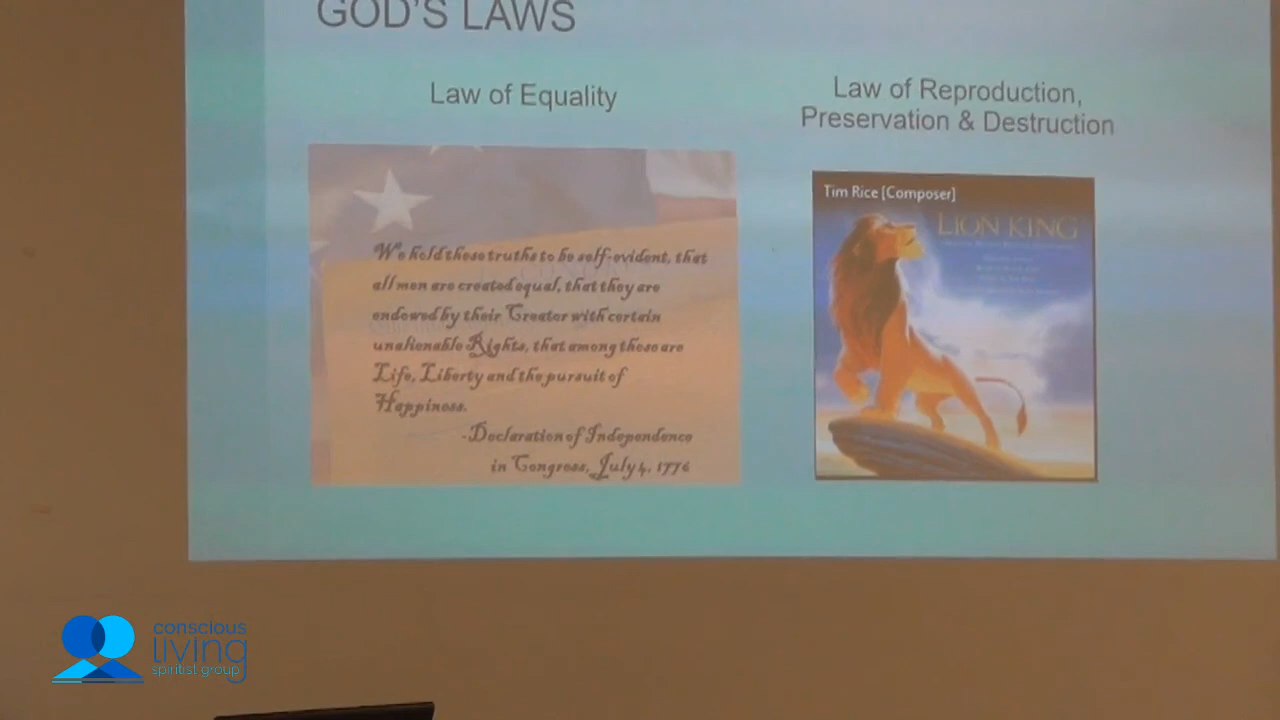 GOD'S LAWS
Law of Equality
We hold these truths to be self-evident, that
all men are created equal, that they are
endowed by their Creator with certain
unalienable Rights, that among these are
Life, Liberty and the pursuit of
Happiness.
-Declaration of Independence
in Congress, July 4, 1776
Law of Reproduction,
Preservation & Destruction
Tim Rice [Composer]
LION KING
conscious
living
spiritist group